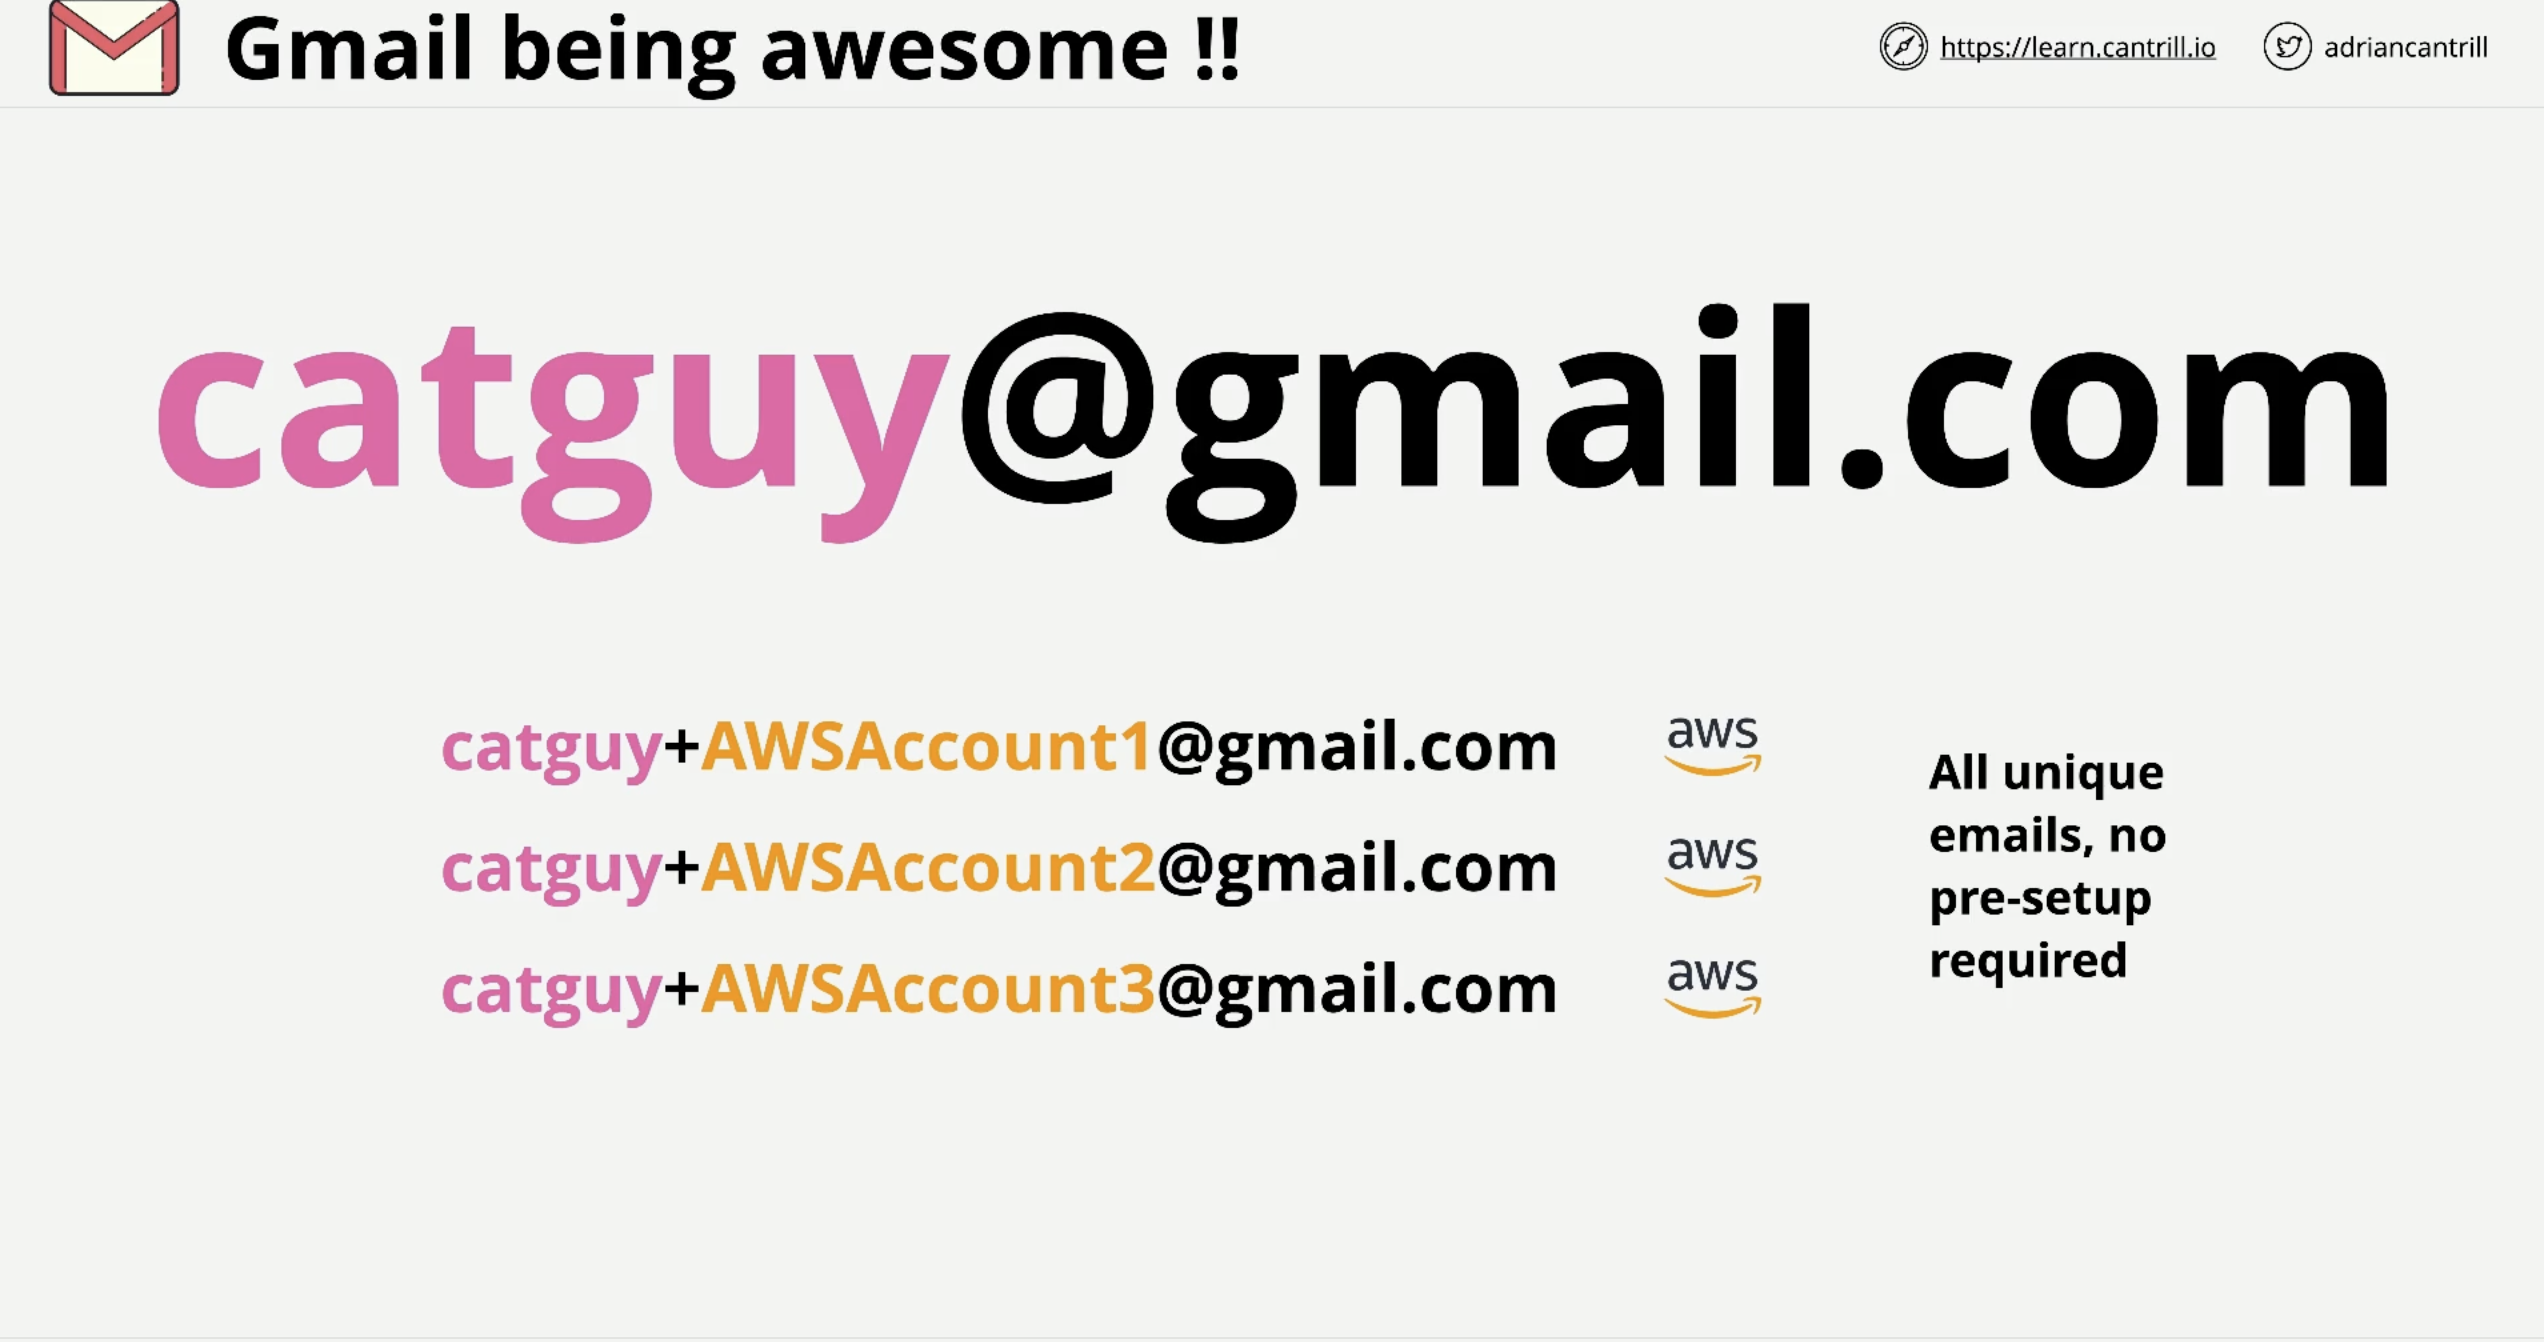 Gmail being awesome !!
https://learn.cantrill.io
adriancantrill
catguy@gmail.com
catguy+AWSAccount1@gmail.com
aws
catguy+AWSAccount2@gmail.com
aws
catguy+AWSAccount3@gmail.com
aws
All unique
emails, no
pre-setup
required